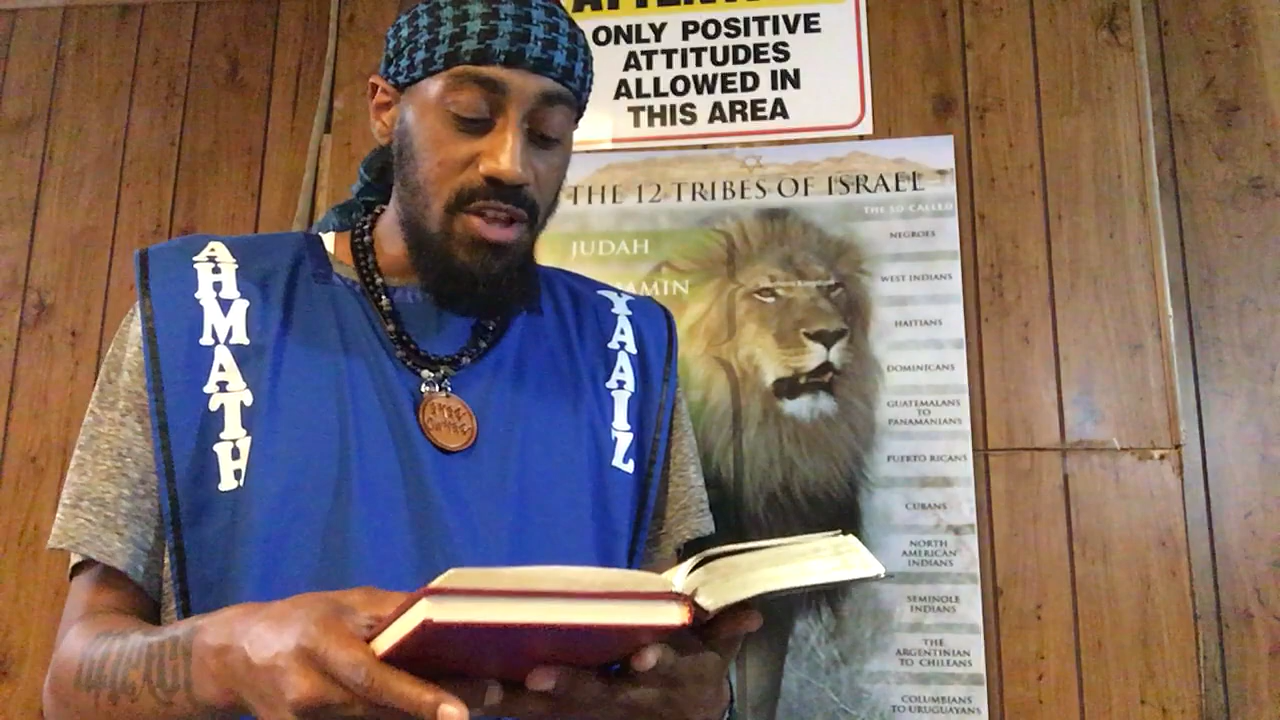 ONLY POSITIVE
ATTITUDES
ALLOWED IN
THIS AREA
THE 12 TRIBES OF ISRAEL
THE SO CALLED
JUDAH
NEGROES
WEST INDIANS
HAITIANS
DOMINICANS
GUATEMALANS
TO
PANAMANIANS
PUERTO RICANS
CUBANS
NORTH
AMERICAN
INDIANS
SEMINOLE
INDIANS
THE
ARGENTINIAN
TO CHILEANS
COLUMBIANS
TO URUGUAYANS
AHMATH
YAAIZ